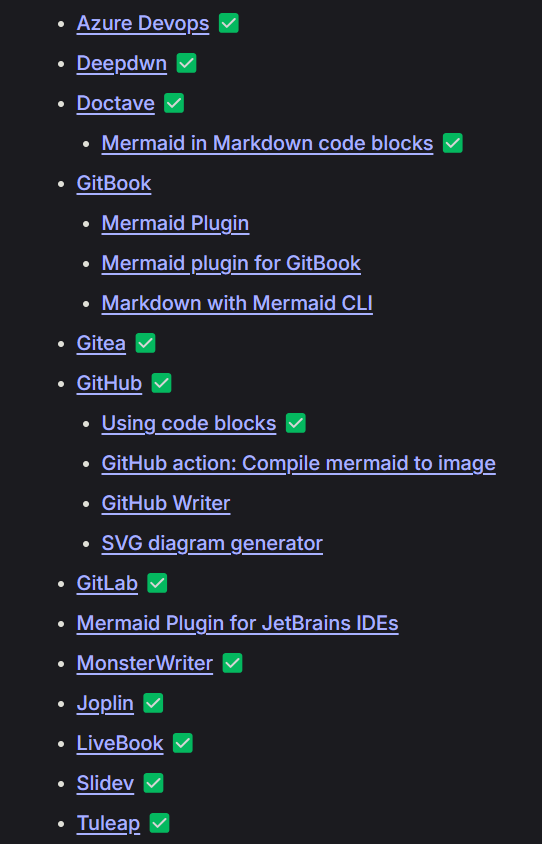 Azure Devops ✅
Deepdwn ✅
Doctave ✅
Mermaid in Markdown code blocks ✅
GitBook
Mermaid Plugin
Mermaid plugin for GitBook
Markdown with Mermaid CLI
Gitea ✅
GitHub ✅
Using code blocks ✅
GitHub action: Compile mermaid to image
GitHub Writer
SVG diagram generator
GitLab ✅
Mermaid Plugin for JetBrains IDEs
MonsterWriter ✅
Joplin ✅
LiveBook ✅
Slidev ✅
Tuleap ✅